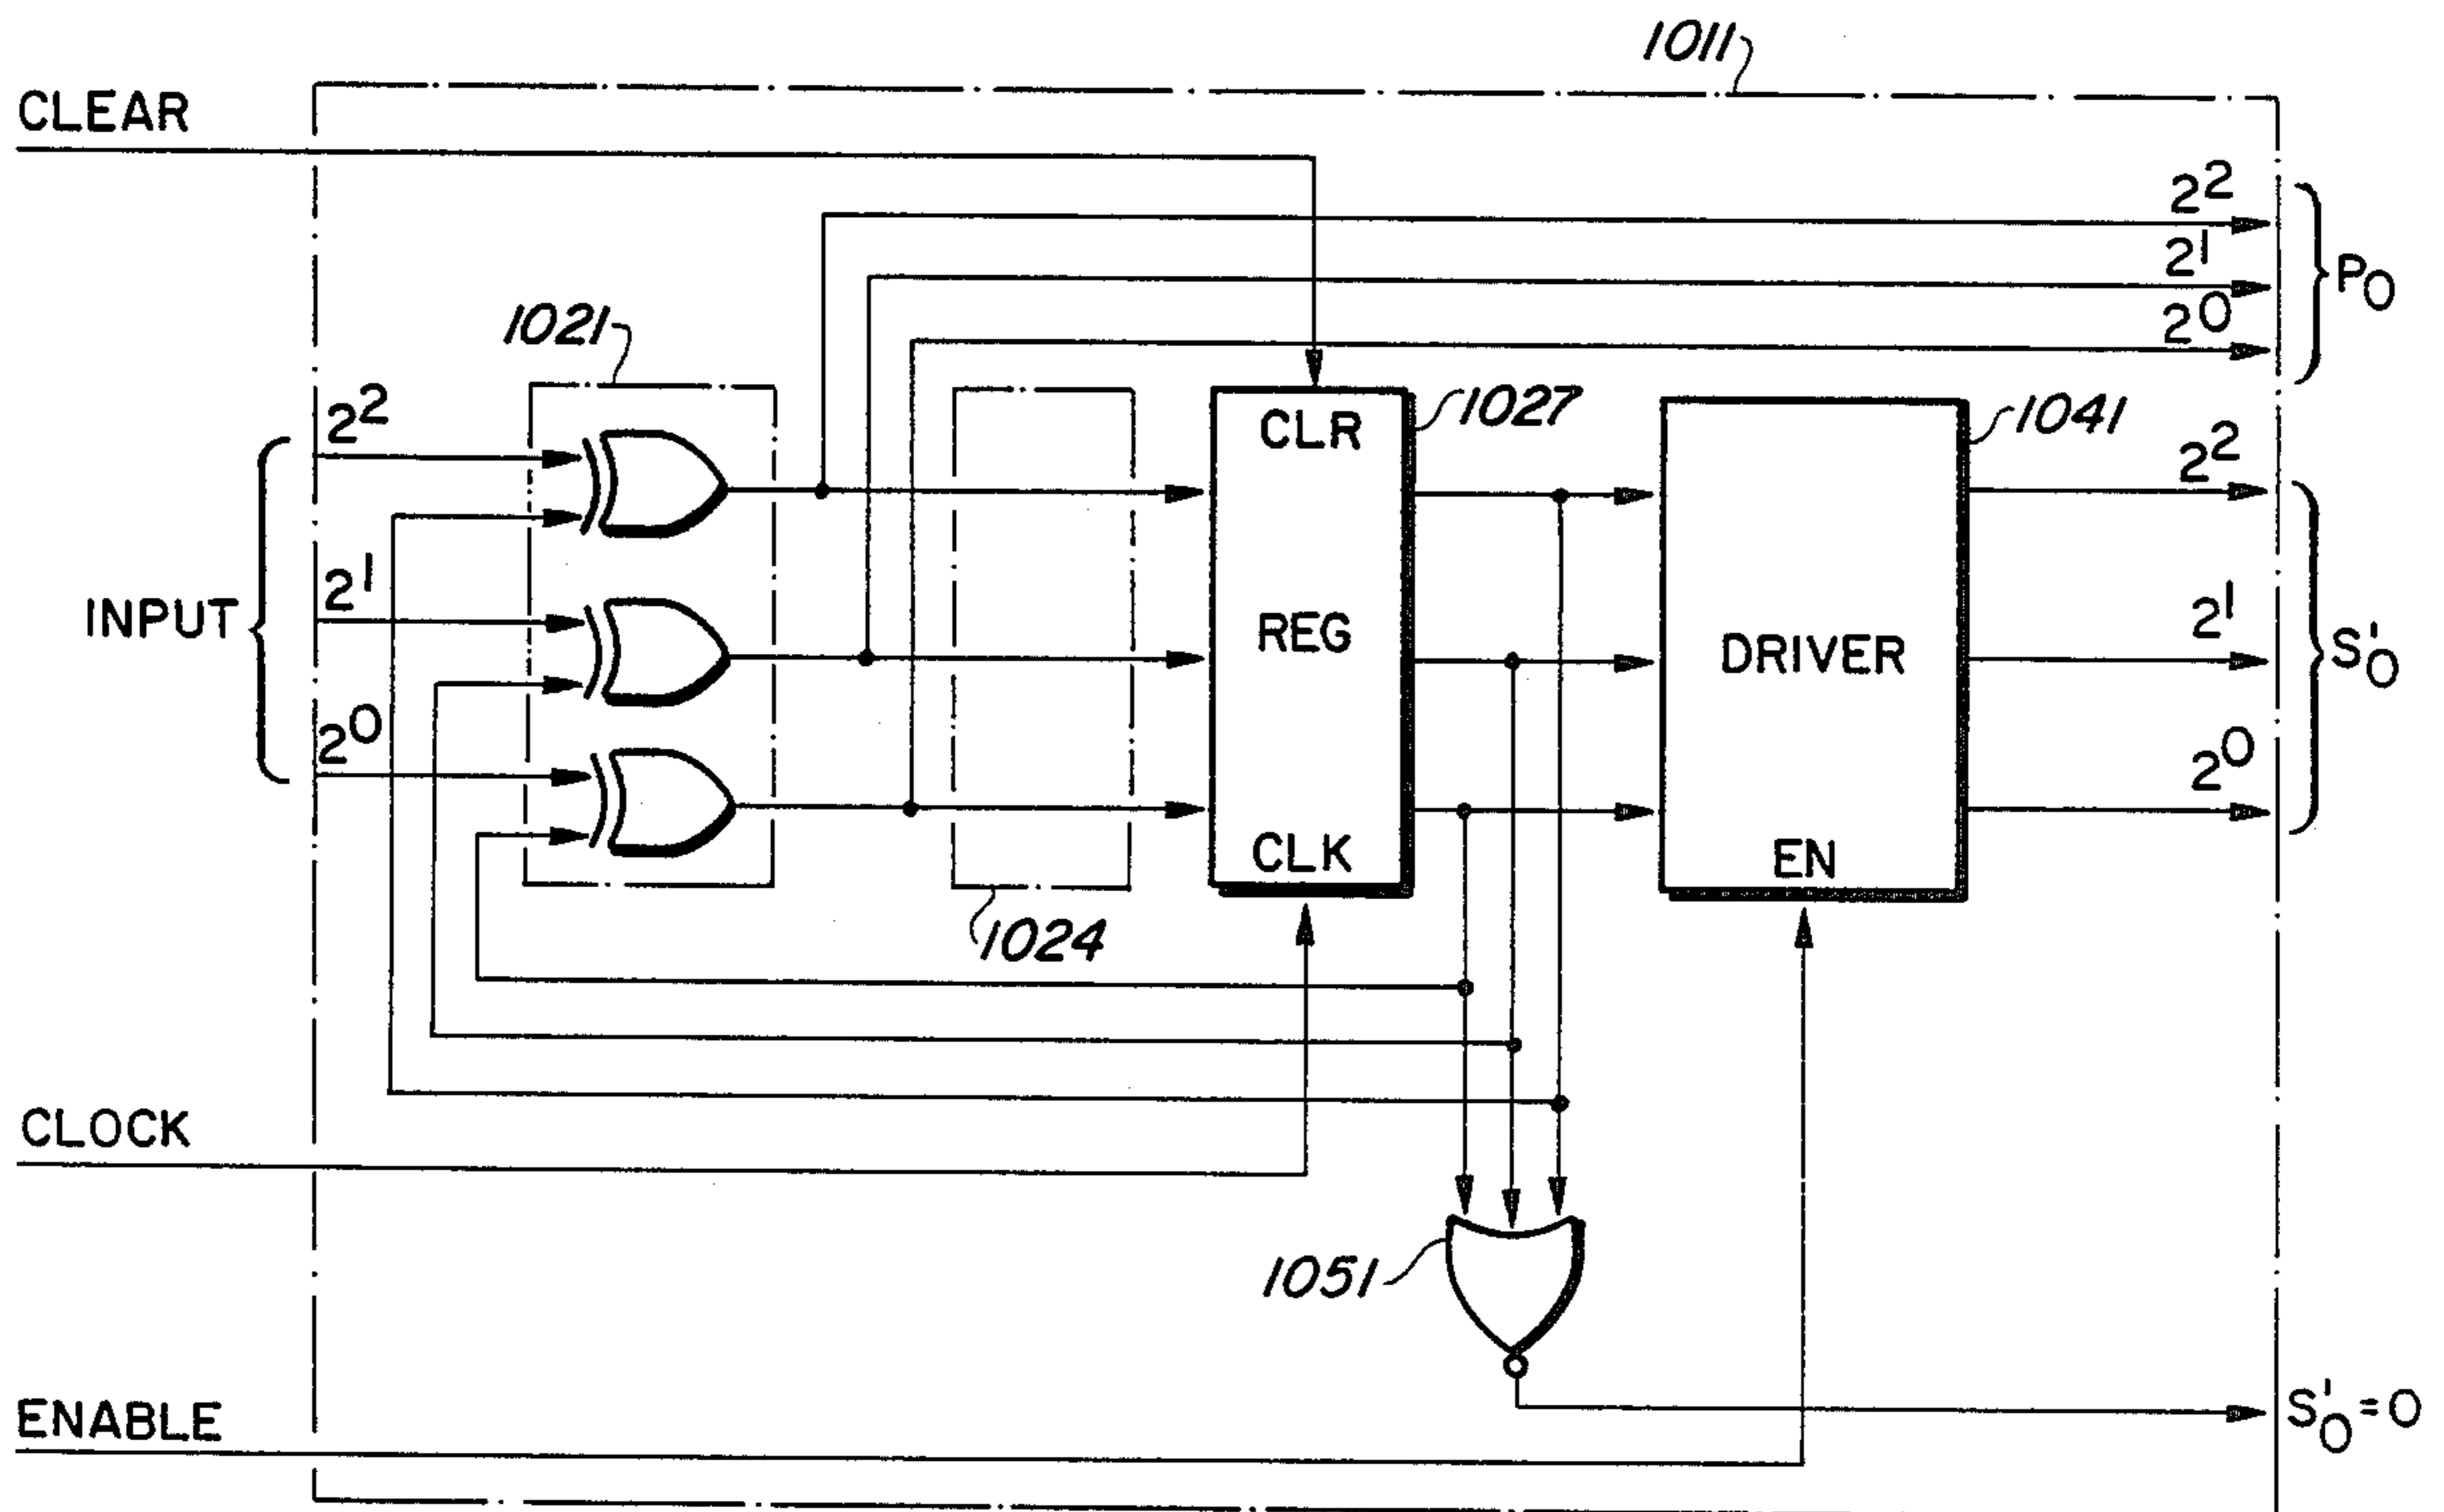 1011
CLEAR
2²
2¹
2⁰
P₀
1021
1027
1041
2²
CLR
2²
2¹
INPUT
REG
DRIVER
2¹
S'₀
2⁰
2⁰
CLK
EN
1024
CLOCK
1051
ENABLE
S'₀=0